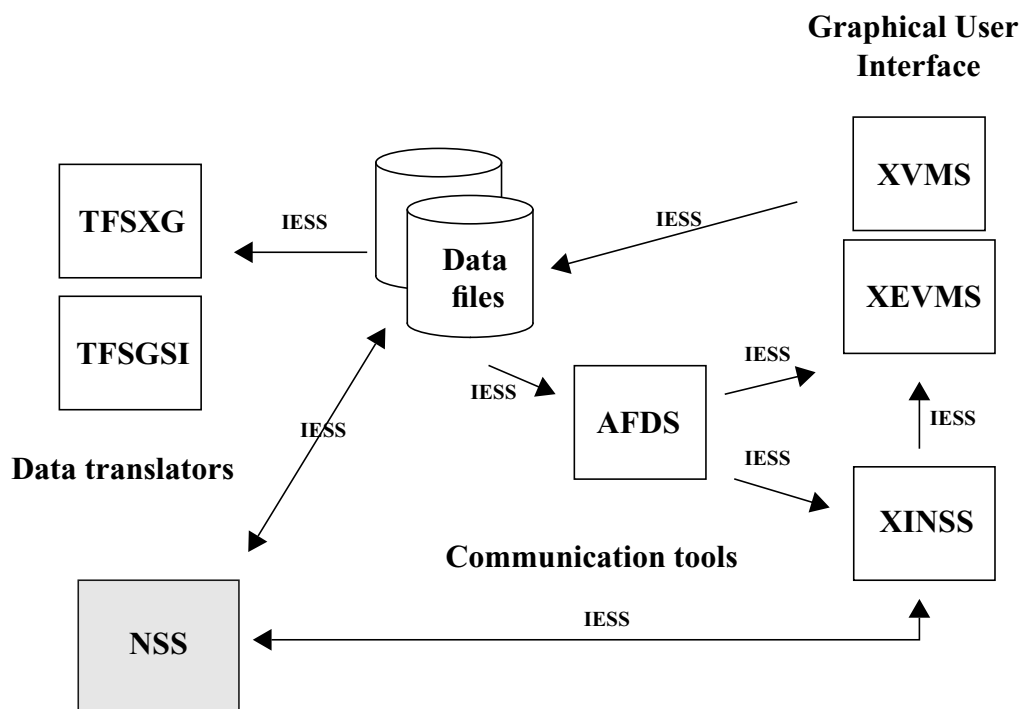 Graphical User
Interface
XVMS
TFSXG
IESS
IESS
Data
files
XEVMS
TFSGSI
IESS
IESS
AFDS
IESS
IESS
Data translators
IESS
XINSS
Communication tools
IESS
NSS